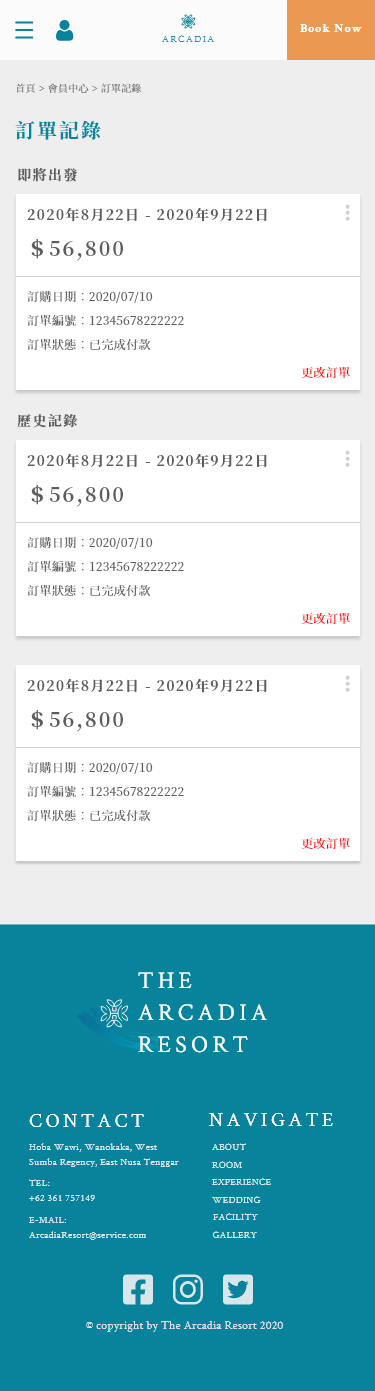 ARCADIA
Book Now
首頁 > 會員中心 > 訂單記錄
訂單記錄
即將出發
2020年8月22日 - 2020年9月22日
$ 56,800
訂購日期：2020/07/10
訂單編號：12345678222222
訂單狀態：已完成付款
更改訂單
歷史記錄
2020年8月22日 - 2020年9月22日
$ 56,800
訂購日期：2020/07/10
訂單編號：12345678222222
訂單狀態：已完成付款
更改訂單
2020年8月22日 - 2020年9月22日
$ 56,800
訂購日期：2020/07/10
訂單編號：12345678222222
訂單狀態：已完成付款
更改訂單
THE
ARCADIA
RESORT
CONTACT
Hoba Wawi, Wanokaka, West
Sumba Regency, East Nusa Tenggar
TEL:
+62 361 757149
E-MAIL:
ArcadiaResort@service.com
NAVIGATE
ABOUT
ROOM
EXPERIENCE
WEDDING
FACILITY
GALLERY
© copyright by The Arcadia Resort 2020